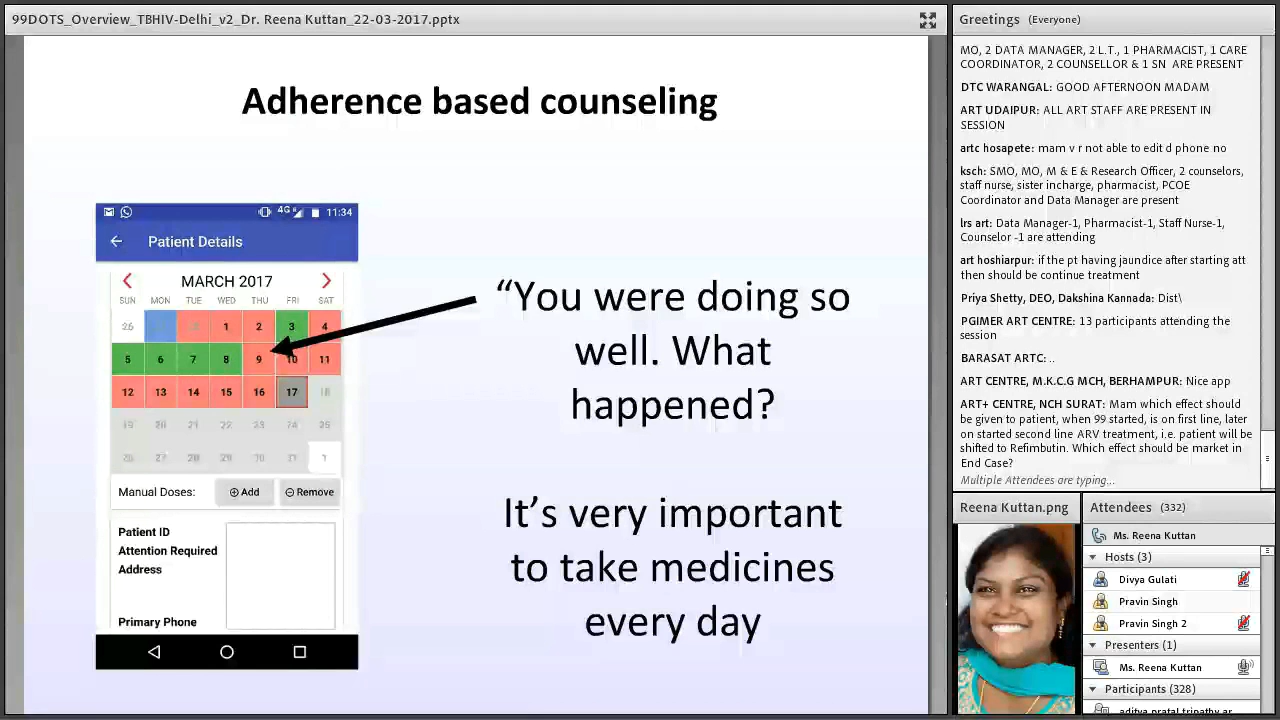 99DOTS_Overview_TBHIV-Delhi_v2_Dr. Reena Kuttan_22-03-2017.pptx
Adherence based counseling
4G 11:34
Patient Details
MARCH 2017
SUN MON TUE WED THU FRI SAT
26 1 2 3 4
5 6 7 8 9 10 11
12 13 14 15 16 17 18
19 20 21 22 23 24 25
26 27 28 29 30 31 1
Manual Doses: Add Remove
Patient ID
Attention Required
Address
Primary Phone
“You were doing so
well. What
happened?
It’s very important
to take medicines
every day
Greetings (Everyone)
MO, 2 DATA MANAGER, 2 L.T., 1 PHARMACIST, 1 CARE
COORDINATOR, 2 COUNSELLOR & 1 SN ARE PRESENT
DTC WARANGAL: GOOD AFTERNOON MADAM
ART UDAIPUR: ALL ART STAFF ARE PRESENT IN
SESSION
artc hosapete: mam v r not able to edit d phone no
ksch: SMO, MO, M & E & Research Officer, 2 counselors,
staff nurse, sister incharge, pharmacist, PCOE
Coordinator and Data Manager are present
lrs art: Data Manager-1, Pharmacist-1, Staff Nurse-1,
Counselor -1 are attending
art hoshiarpur: if the pt having jaundice after starting att
then should be continue treatment
Priya Shetty, DEO, Dakshina Kannada: Dist\
PGIMER ART CENTRE: 13 participants attending the
session
BARASAT ARTC: ..
ART CENTRE, M.K.C.G MCH, BERHAMPUR: Nice app
ART+ CENTRE, NCH SURAT: Mam which effect should
be given to patient, when 99 started, is on first line, later
on started second line ARV treatment, i.e. patient will be
shifted to Refimbutin. Which effect should be market in
End Case?
Multiple Attendees are typing...
Reena Kuttan.png
Attendees (332)
Ms. Reena Kuttan
Hosts (3)
Divya Gulati
Pravin Singh
Pravin Singh 2
Presenters (1)
Ms. Reena Kuttan
Participants (328)
aditya pratal tripathy ar